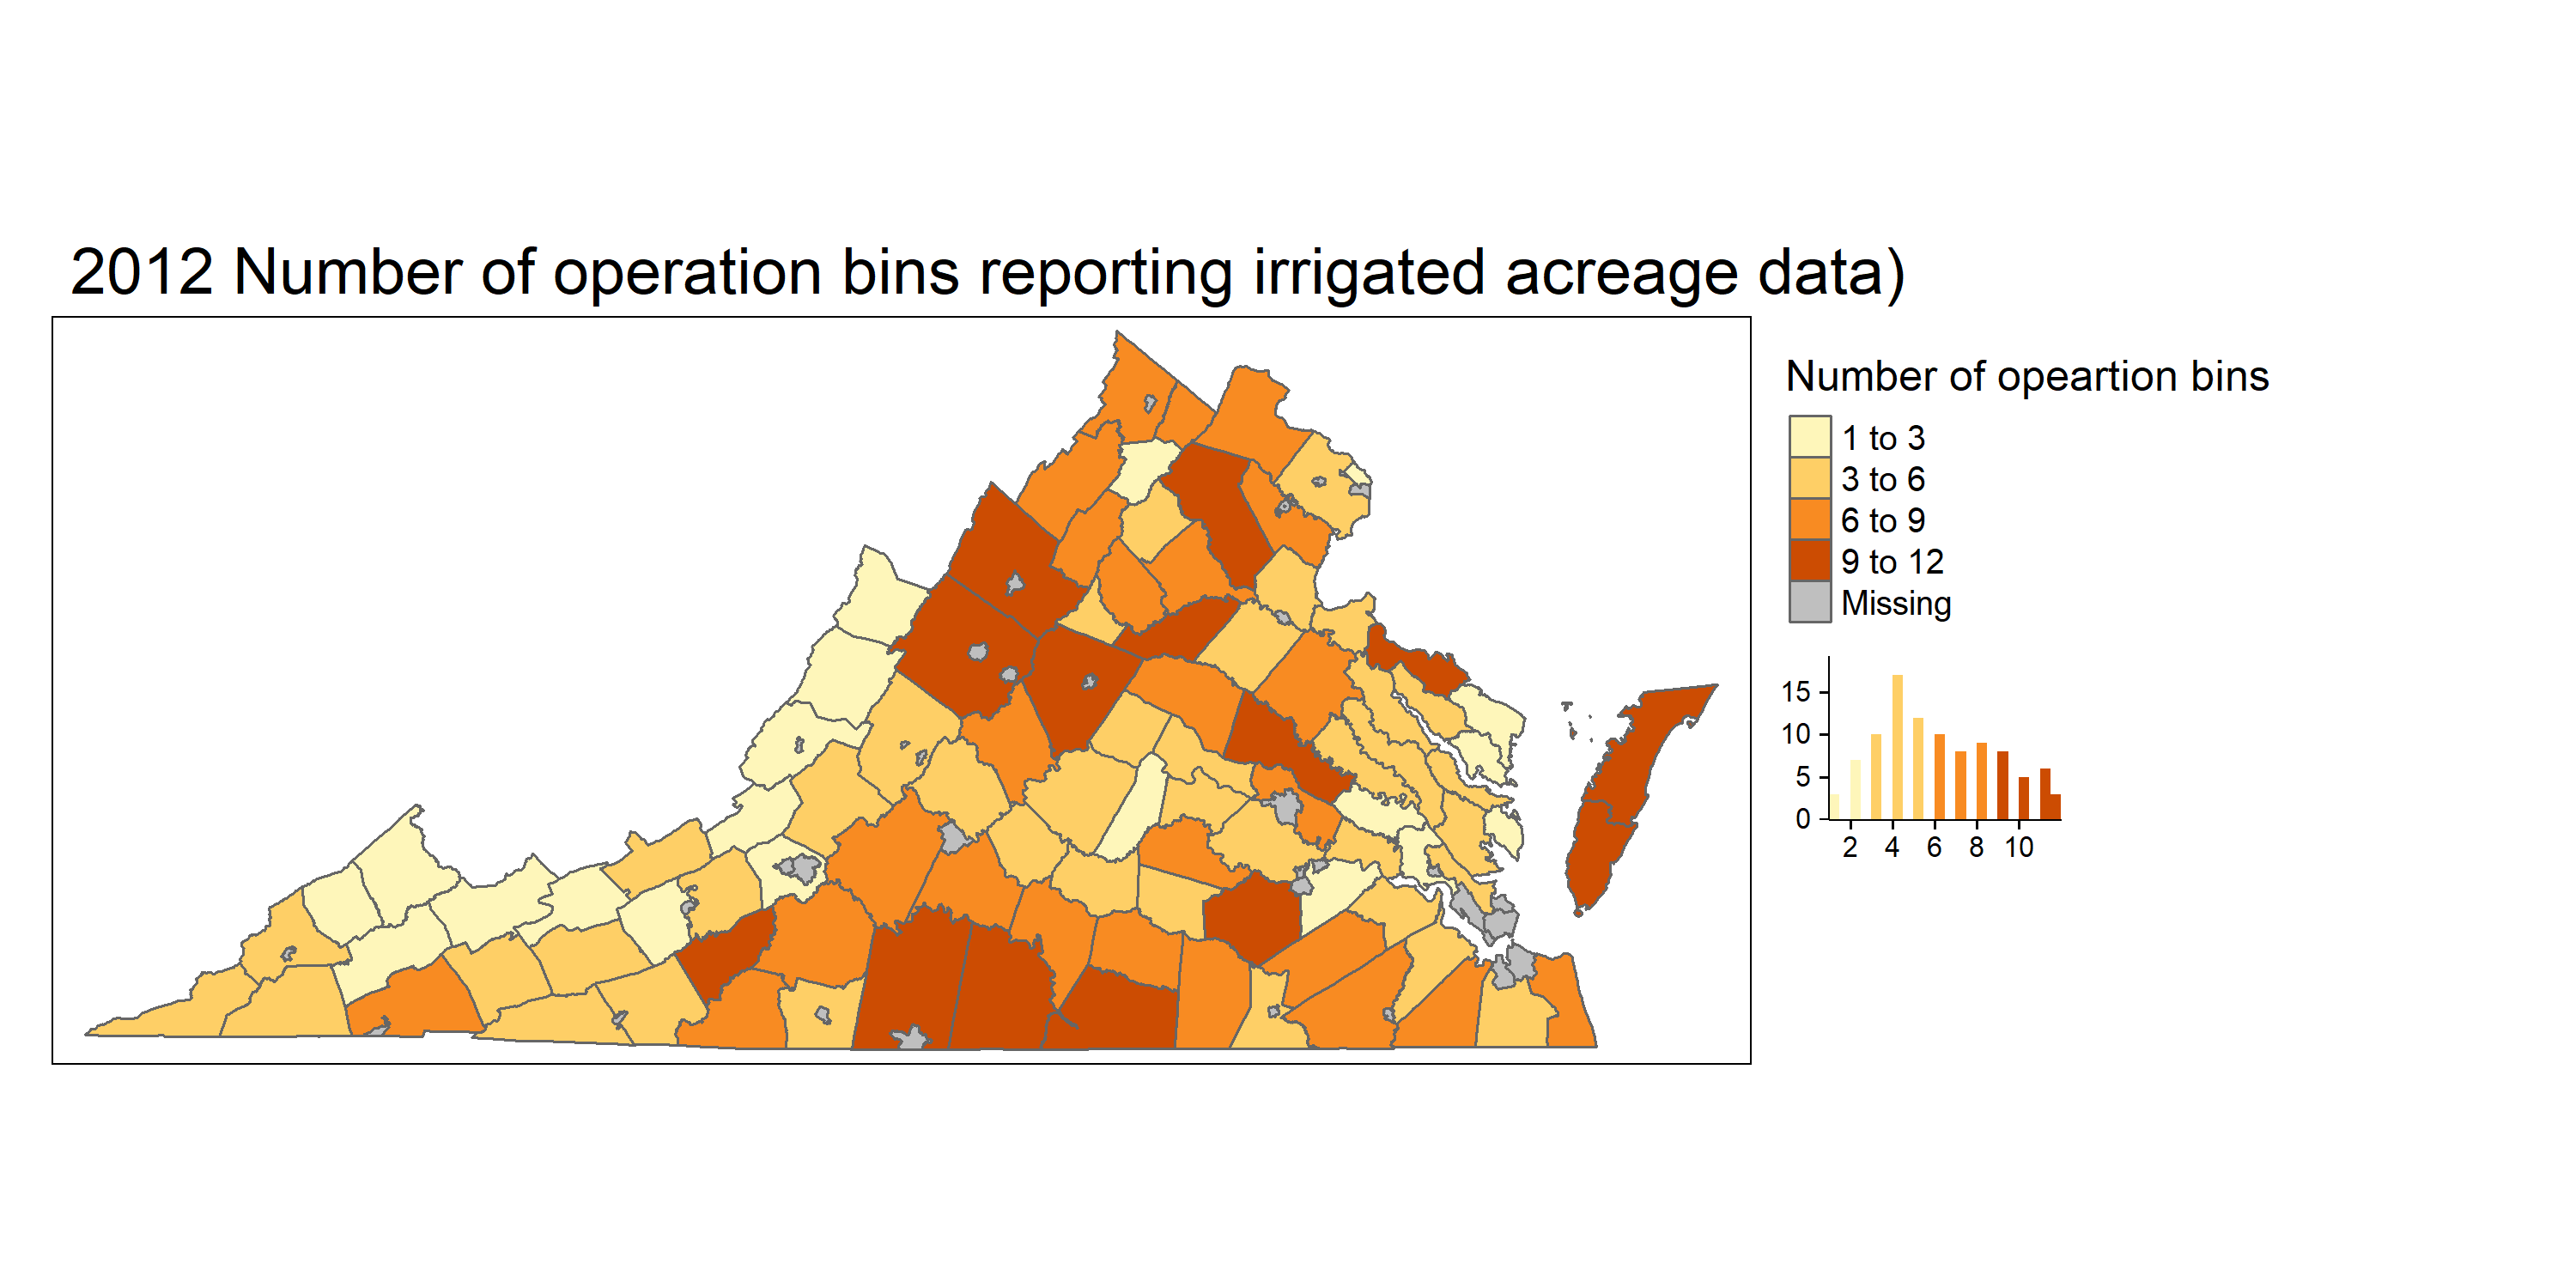 2012 Number of operation bins reporting irrigated acreage data)
Number of opeartion bins
1 to 3
3 to 6
6 to 9
9 to 12
Missing
15
10
5
0
2 4 6 8 10